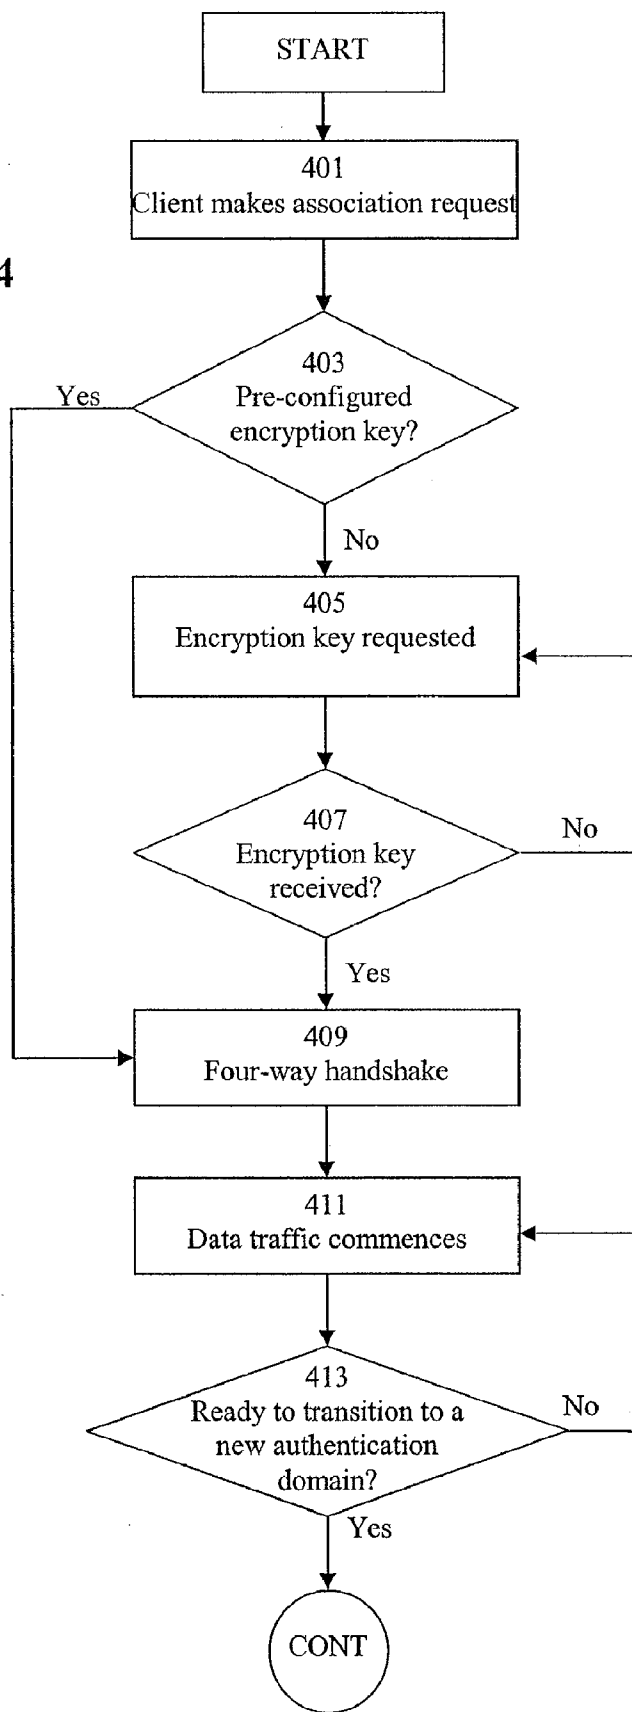 START
401
Client makes association request
4
403
Yes
Pre-configured
encryption key?
No
405
Encryption key requested
407
No
Encryption key
received?
Yes
409
Four-way handshake
411
Data traffic commences
413
Ready to transition to a
No
new authentication
domain?
Yes
CONT